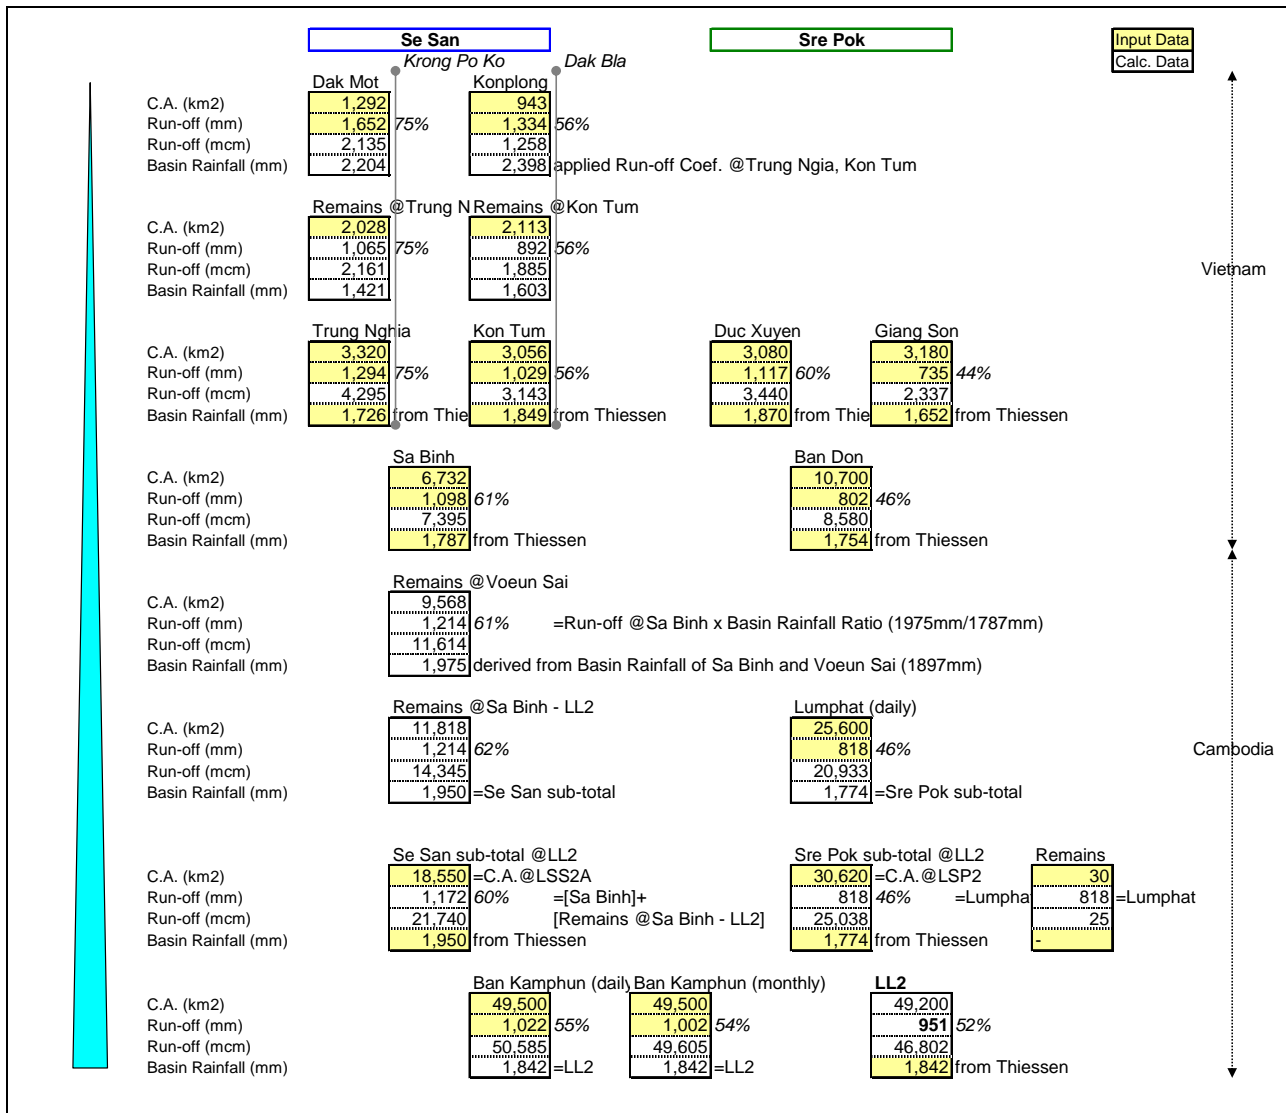 Se San Sre Pok Input Data
Calc. Data
Krong Po Ko Dak Bla
Dak Mot Konplong
C.A. (km2) 1,292 943
Run-off (mm) 1,652 75% 1,334 56%
Run-off (mcm) 2,135 1,258
Basin Rainfall (mm) 2,204 2,398 applied Run-off Coef. @Trung Ngia, Kon Tum
Remains @Trung N Remains @Kon Tum
C.A. (km2) 2,028 2,113
Run-off (mm) 1,065 75% 892 56%
Run-off (mcm) 2,161 1,885
Vietnam
Basin Rainfall (mm) 1,421 1,603
Trung Nghia Kon Tum Duc Xuyen Giang Son
C.A. (km2) 3,320 3,056 3,080 3,180
Run-off (mm) 1,294 75% 1,029 56% 1,117 60% 735 44%
Run-off (mcm) 4,295 3,143 3,440 2,337
Basin Rainfall (mm) 1,726 from Thie 1,849 from Thiessen 1,870 from Thie 1,652 from Thiessen
Sa Binh Ban Don
C.A. (km2) 6,732 10,700
Run-off (mm) 1,098 61% 802 46%
Run-off (mcm) 7,395 8,580
Basin Rainfall (mm) 1,787 from Thiessen 1,754 from Thiessen
Remains @Voeun Sai
C.A. (km2) 9,568
Run-off (mm) 1,214 61% =Run-off @Sa Binh x Basin Rainfall Ratio (1975mm/1787mm)
Run-off (mcm) 11,614
Basin Rainfall (mm) 1,975 derived from Basin Rainfall of Sa Binh and Voeun Sai (1897mm)
Remains @Sa Binh - LL2 Lumphat (daily)
C.A. (km2) 11,818 25,600
Run-off (mm) 1,214 62% 818 46% Cambodia
Run-off (mcm) 14,345 20,933
Basin Rainfall (mm) 1,950 =Se San sub-total 1,774 =Sre Pok sub-total
Se San sub-total @LL2 Sre Pok sub-total @LL2 Remains
C.A. (km2) 18,550 =C.A.@LSS2A 30,620 =C.A.@LSP2 30
Run-off (mm) 1,172 60% =[Sa Binh]+ 818 46% =Lumphat 818 =Lumphat
Run-off (mcm) 21,740 [Remains @Sa Binh - LL2] 25,038 25
Basin Rainfall (mm) 1,950 from Thiessen 1,774 from Thiessen -
Ban Kamphun (daily Ban Kamphun (monthly) LL2
C.A. (km2) 49,500 49,500 49,200
Run-off (mm) 1,022 55% 1,002 54% 951 52%
Run-off (mcm) 50,585 49,605 46,802
Basin Rainfall (mm) 1,842 =LL2 1,842 =LL2 1,842 from Thiessen